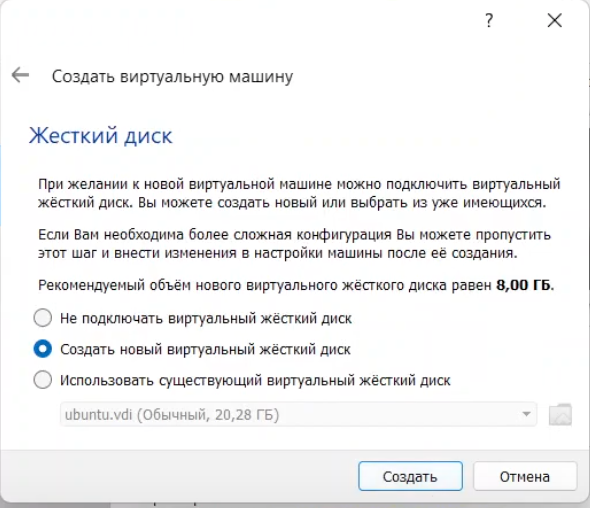 ?
Создать виртуальную машину
Жесткий диск
При желании к новой виртуальной машине можно подключить виртуальный
жёсткий диск. Вы можете создать новый или выбрать из уже имеющихся.
Если Вам необходима более сложная конфигурация Вы можете пропустить
этот шаг и внести изменения в настройки машины после её создания.
Рекомендуемый объём нового виртуального жёсткого диска равен 8,00 ГБ.
Не подключать виртуальный жёсткий диск
Создать новый виртуальный жёсткий диск
Использовать существующий виртуальный жёсткий диск
ubuntu.vdi (Обычный, 20,28 ГБ)
Создать
Отмена